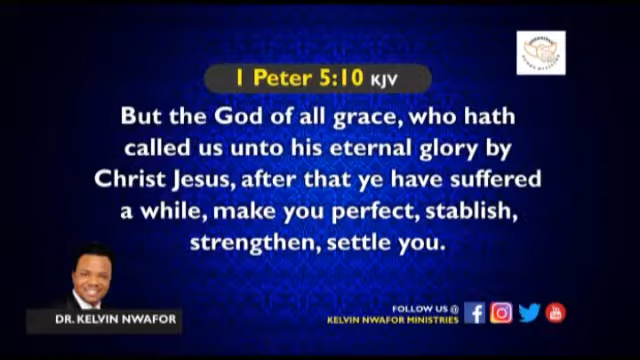 1 Peter 5:10 KJV
But the God of all grace, who hath
called us unto his eternal glory by
Christ Jesus, after that ye have suffered
a while, make you perfect, stablish,
strengthen, settle you.
DR. KELVIN NWAFOR
FOLLOW US @
KELVIN NWAFOR MINISTRIES